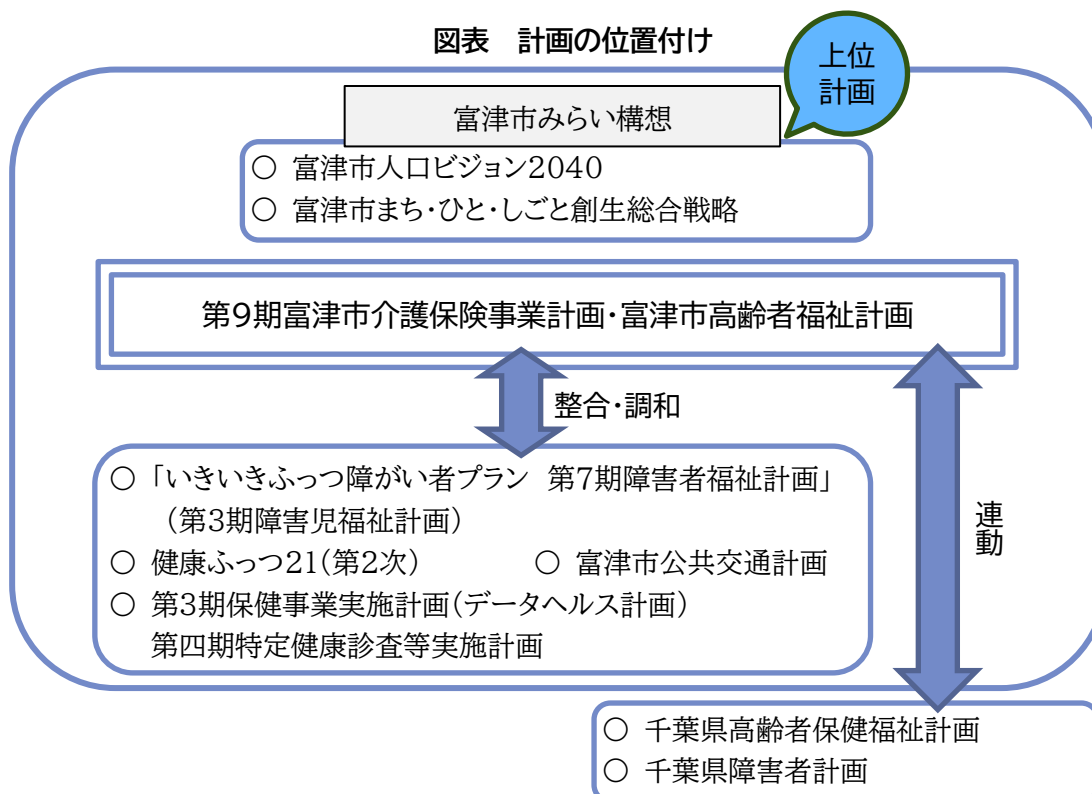 図表　計画の位置付け
上位
計画
富津市みらい構想
○ 富津市人口ビジョン2040
○ 富津市まち・ひと・しごと創生総合戦略
第9期富津市介護保険事業計画・富津市高齢者福祉計画
整合・調和
○ 「いきいきふっつ障がい者プラン 第7期障害者福祉計画」
（第3期障害児福祉計画）
○ 健康ふっつ21(第2次)　○ 富津市公共交通計画
○ 第3期保健事業実施計画(データヘルス計画)
第四期特定健康診査等実施計画
連動
○ 千葉県高齢者保健福祉計画
○ 千葉県障害者計画